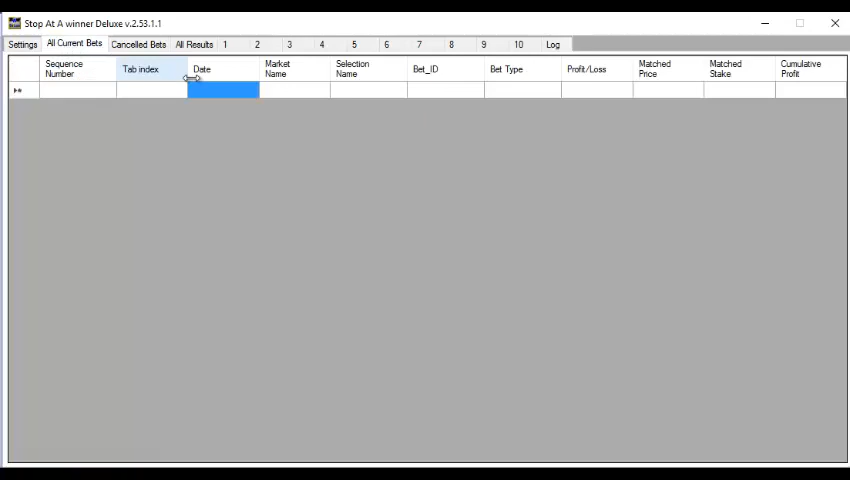 Stop At A winner Deluxe v.2.53.1.1
Settings All Current Bets Cancelled Bets All Results 1 2 3 4 5 6 7 8 9 10 Log
Sequence Number Tab index Date Market Name Selection Name Bet_ID Bet Type Profit/Loss Matched Price Matched Stake Cumulative Profit